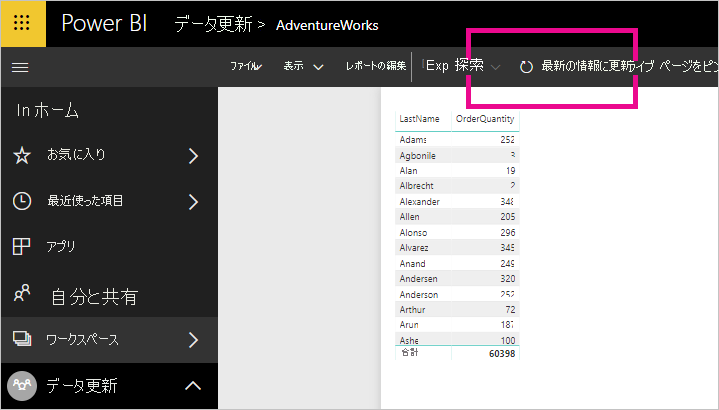 Power BI データ更新 > AdventureWorks
ファイル 表示 レポートの編集 Exp 探索 最新の情報に更新 ライブ ページをピン
In ホーム
お気に入り
最近使った項目
アプリ
自分と共有
ワークスペース
データ更新
LastName OrderQuantity
Adams 252
Agbonile 3
Alan 19
Albrecht 2
Alexander 348
Allen 205
Alonso 296
Alvarez 345
Anand 249
Andersen 320
Anderson 252
Arthur 72
Arun 187
Ashe 100
合計 60398